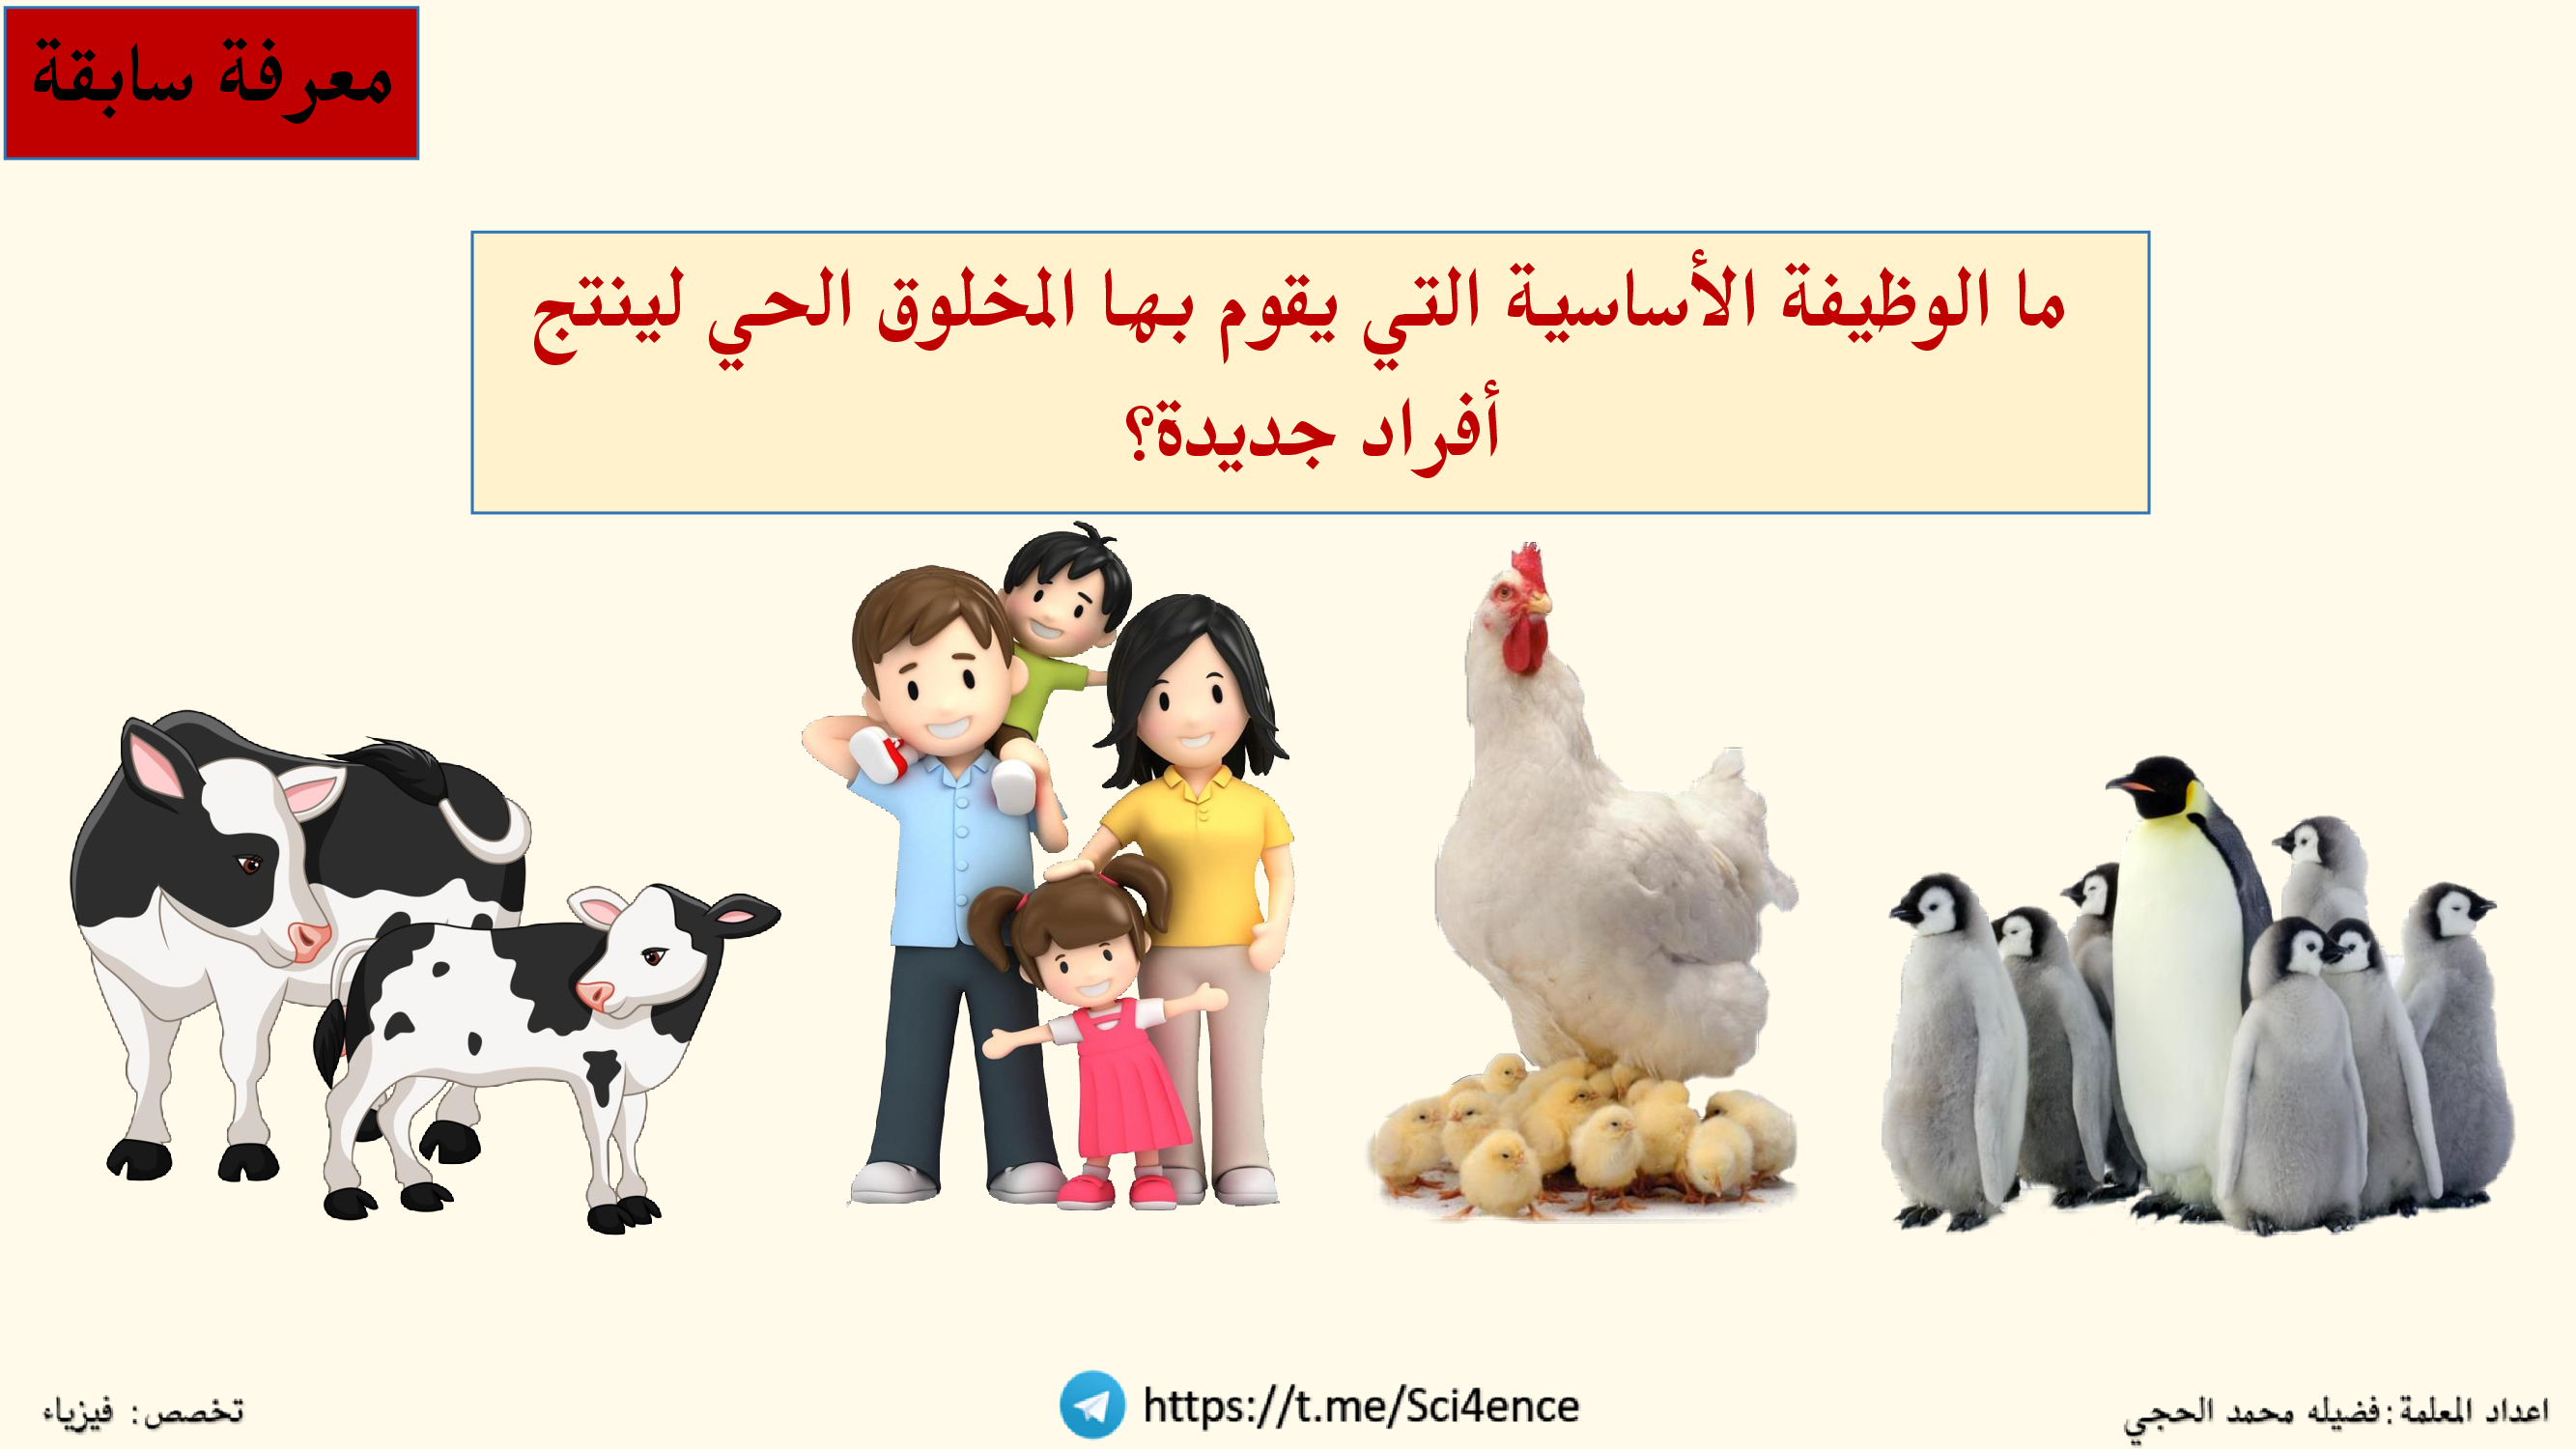 معرفة سابقة
ما الوظيفة الأساسية التي يقوم بها المخلوق الحي لينتج
أفراد جديدة؟
اعداد المعلمة:فضيله محمد الحجي
https://t.me/Sci4ence
تخصص: فيزياء